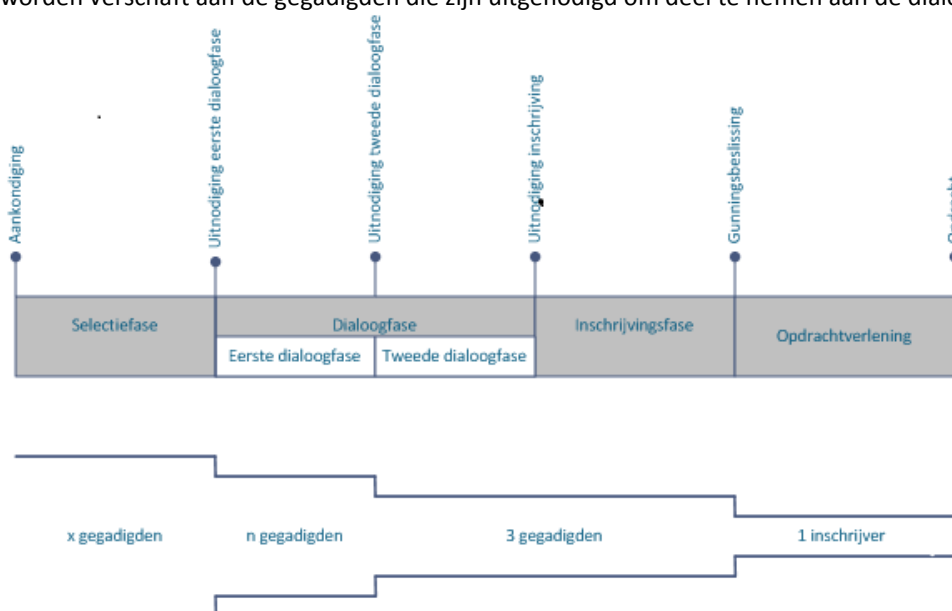 worden verschaft aan de gegadigden die zijn uitgenodigd om deel te nemen aan de
Aankondiging
Uitnodiging eerste dialoogfase
Uitnodiging tweede dialoogfase
Uitnodiging inschrijving
Gunningsbeslissing
Selectiefase
Dialoogfase
Inschrijvingsfase
Opdrachtverlening
Eerste dialoogfase
Tweede dialoogfase
x gegadigden
n gegadigden
3 gegadigden
1 inschrijver